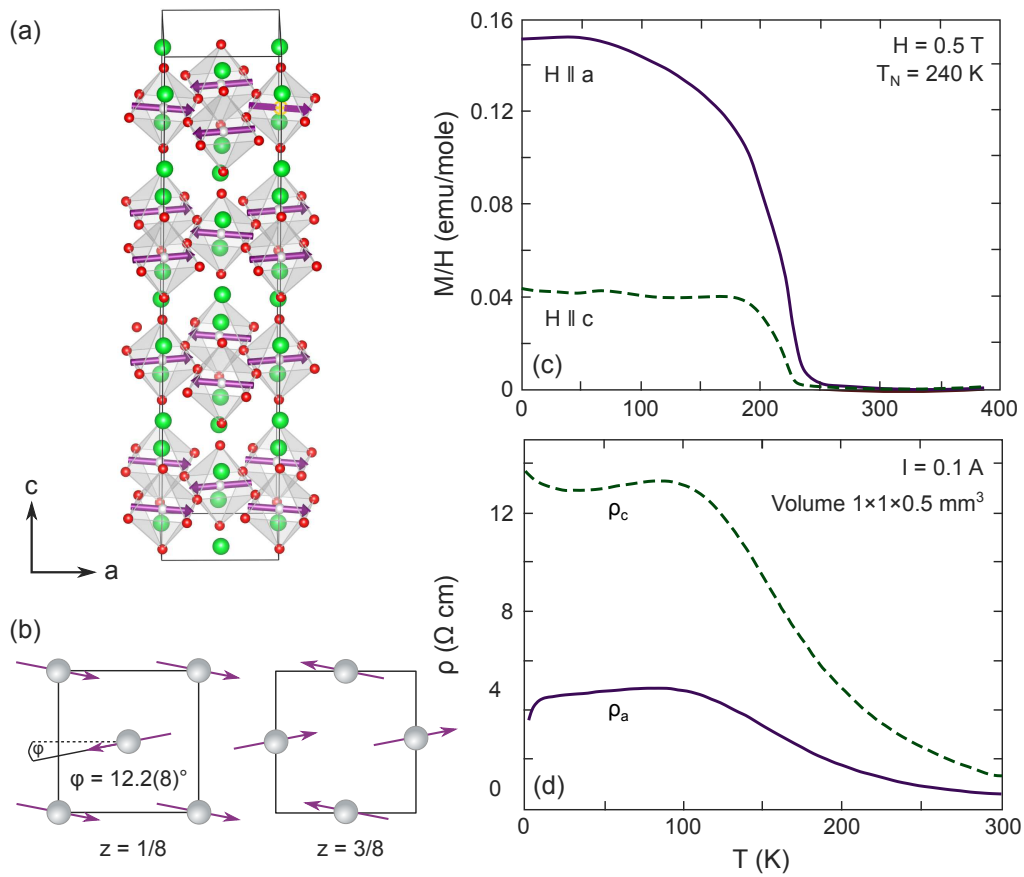 (a)
c
a
(b)
φ
φ = 12.2(8)°
z = 1/8
z = 3/8
0.16
0.12
0.08
0.04
0
M/H (emu/mole)
H = 0.5 T
T_N = 240 K
H ll a
H ll c
(c)
0
100
200
300
400
12
8
4
0
ρ (Ω cm)
I = 0.1 A
Volume 1×1×0.5 mm³
ρ_c
ρ_a
(d)
0
100
200
300
T (K)